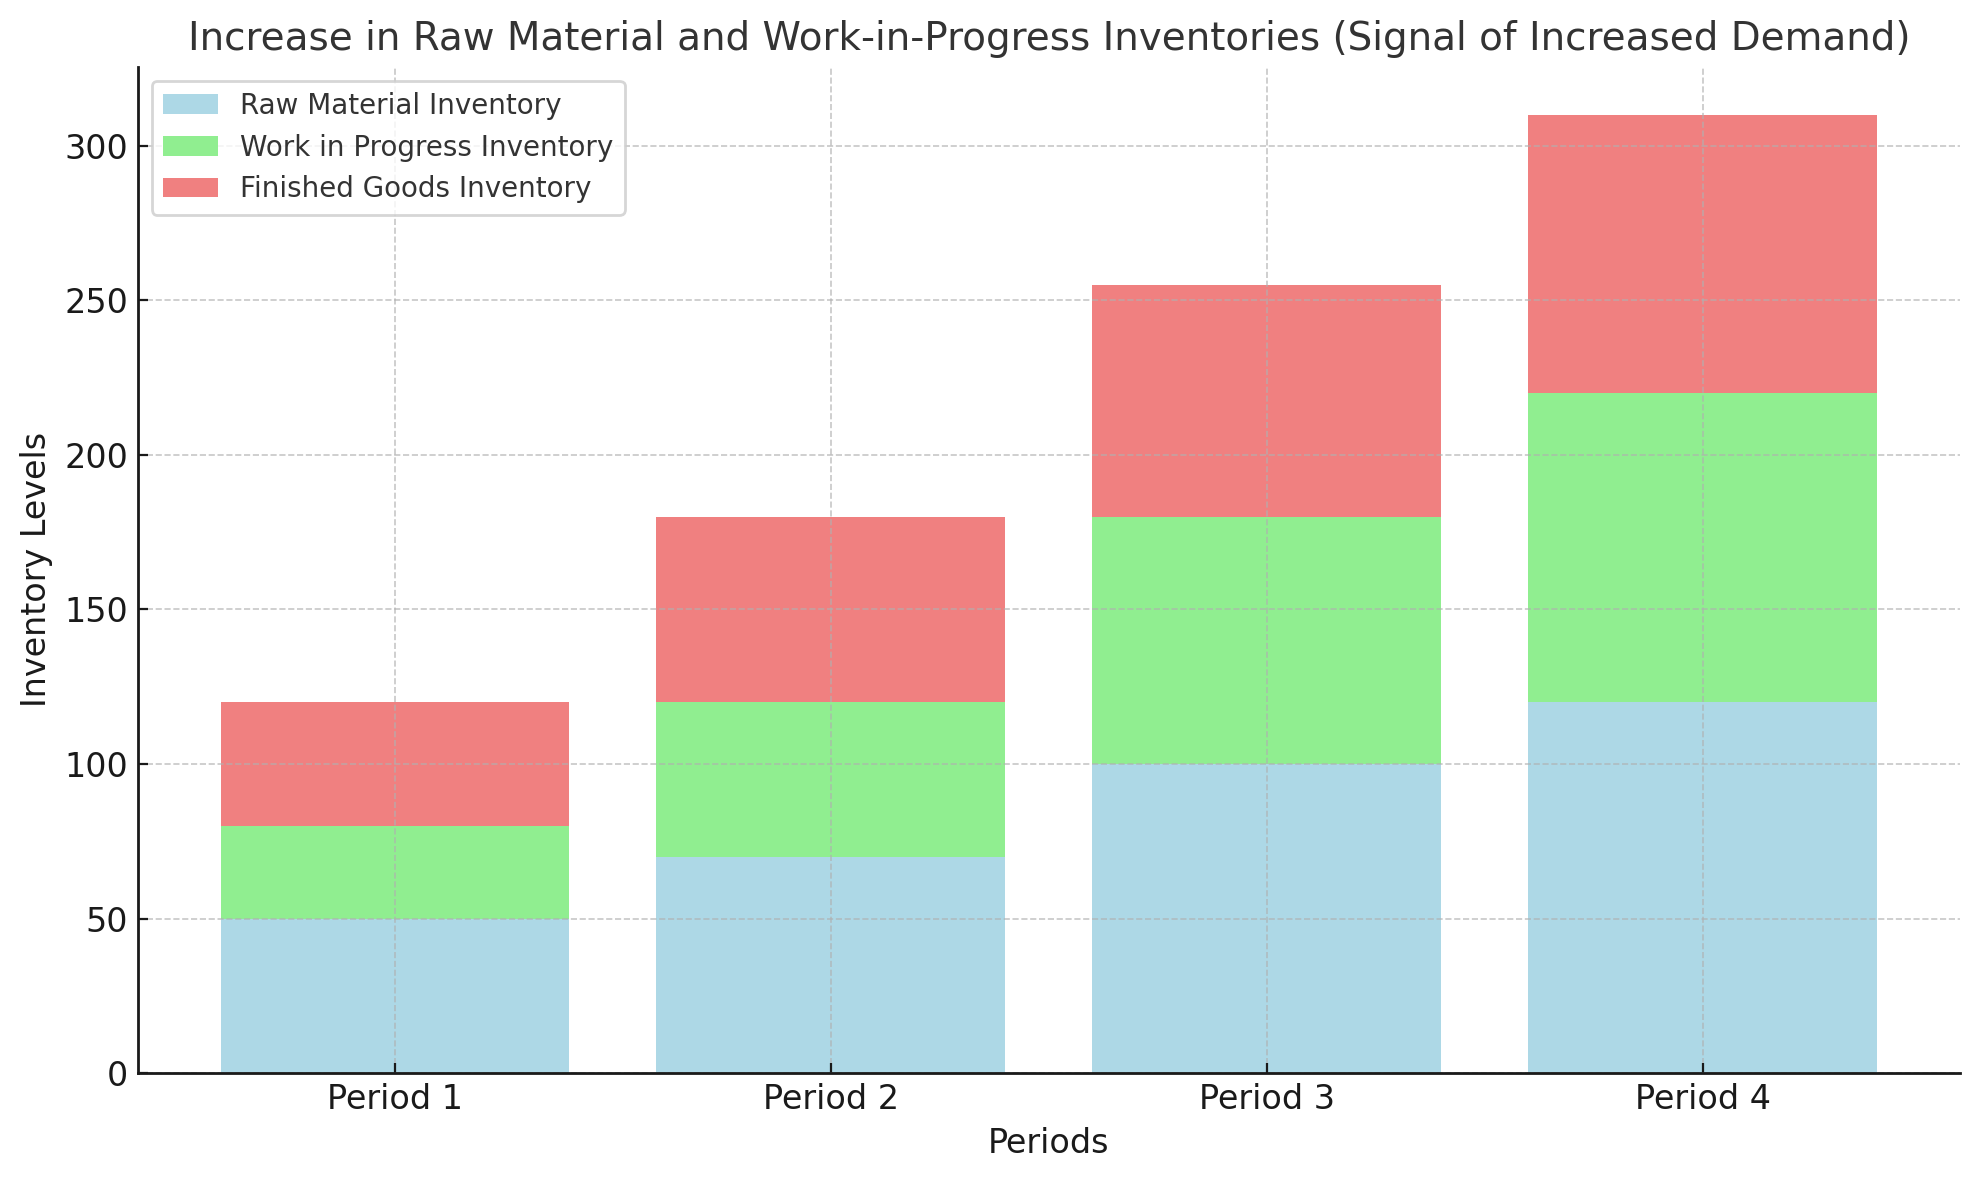 Increase in Raw Material and Work-in-Progress Inventories (Signal of Increased Demand)
Raw Material Inventory
Work in Progress Inventory
Finished Goods Inventory
300
250
200
150
100
50
0
Inventory Levels
Period 1
Period 2
Period 3
Period 4
Periods